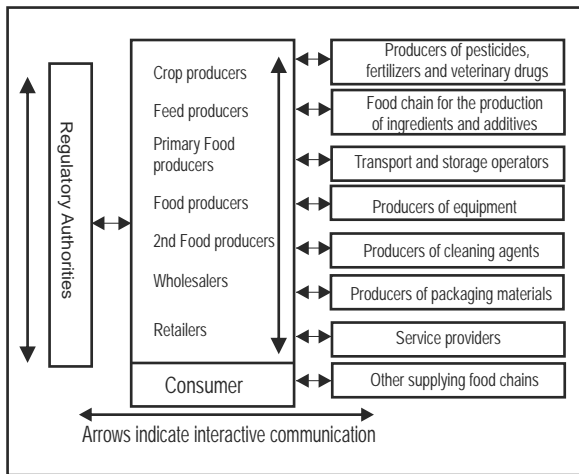 Regulatory Authorities
Crop producers
Feed producers
Primary Food
producers
Food producers
2nd Food producers
Wholesalers
Retailers
Consumer
Producers of pesticides,
fertilizers and veterinary drugs
Food chain for the production
of ingredients and additives
Transport and storage operators
Producers of equipment
Producers of cleaning agents
Producers of packaging materials
Service providers
Other supplying food chains
Arrows indicate interactive communication